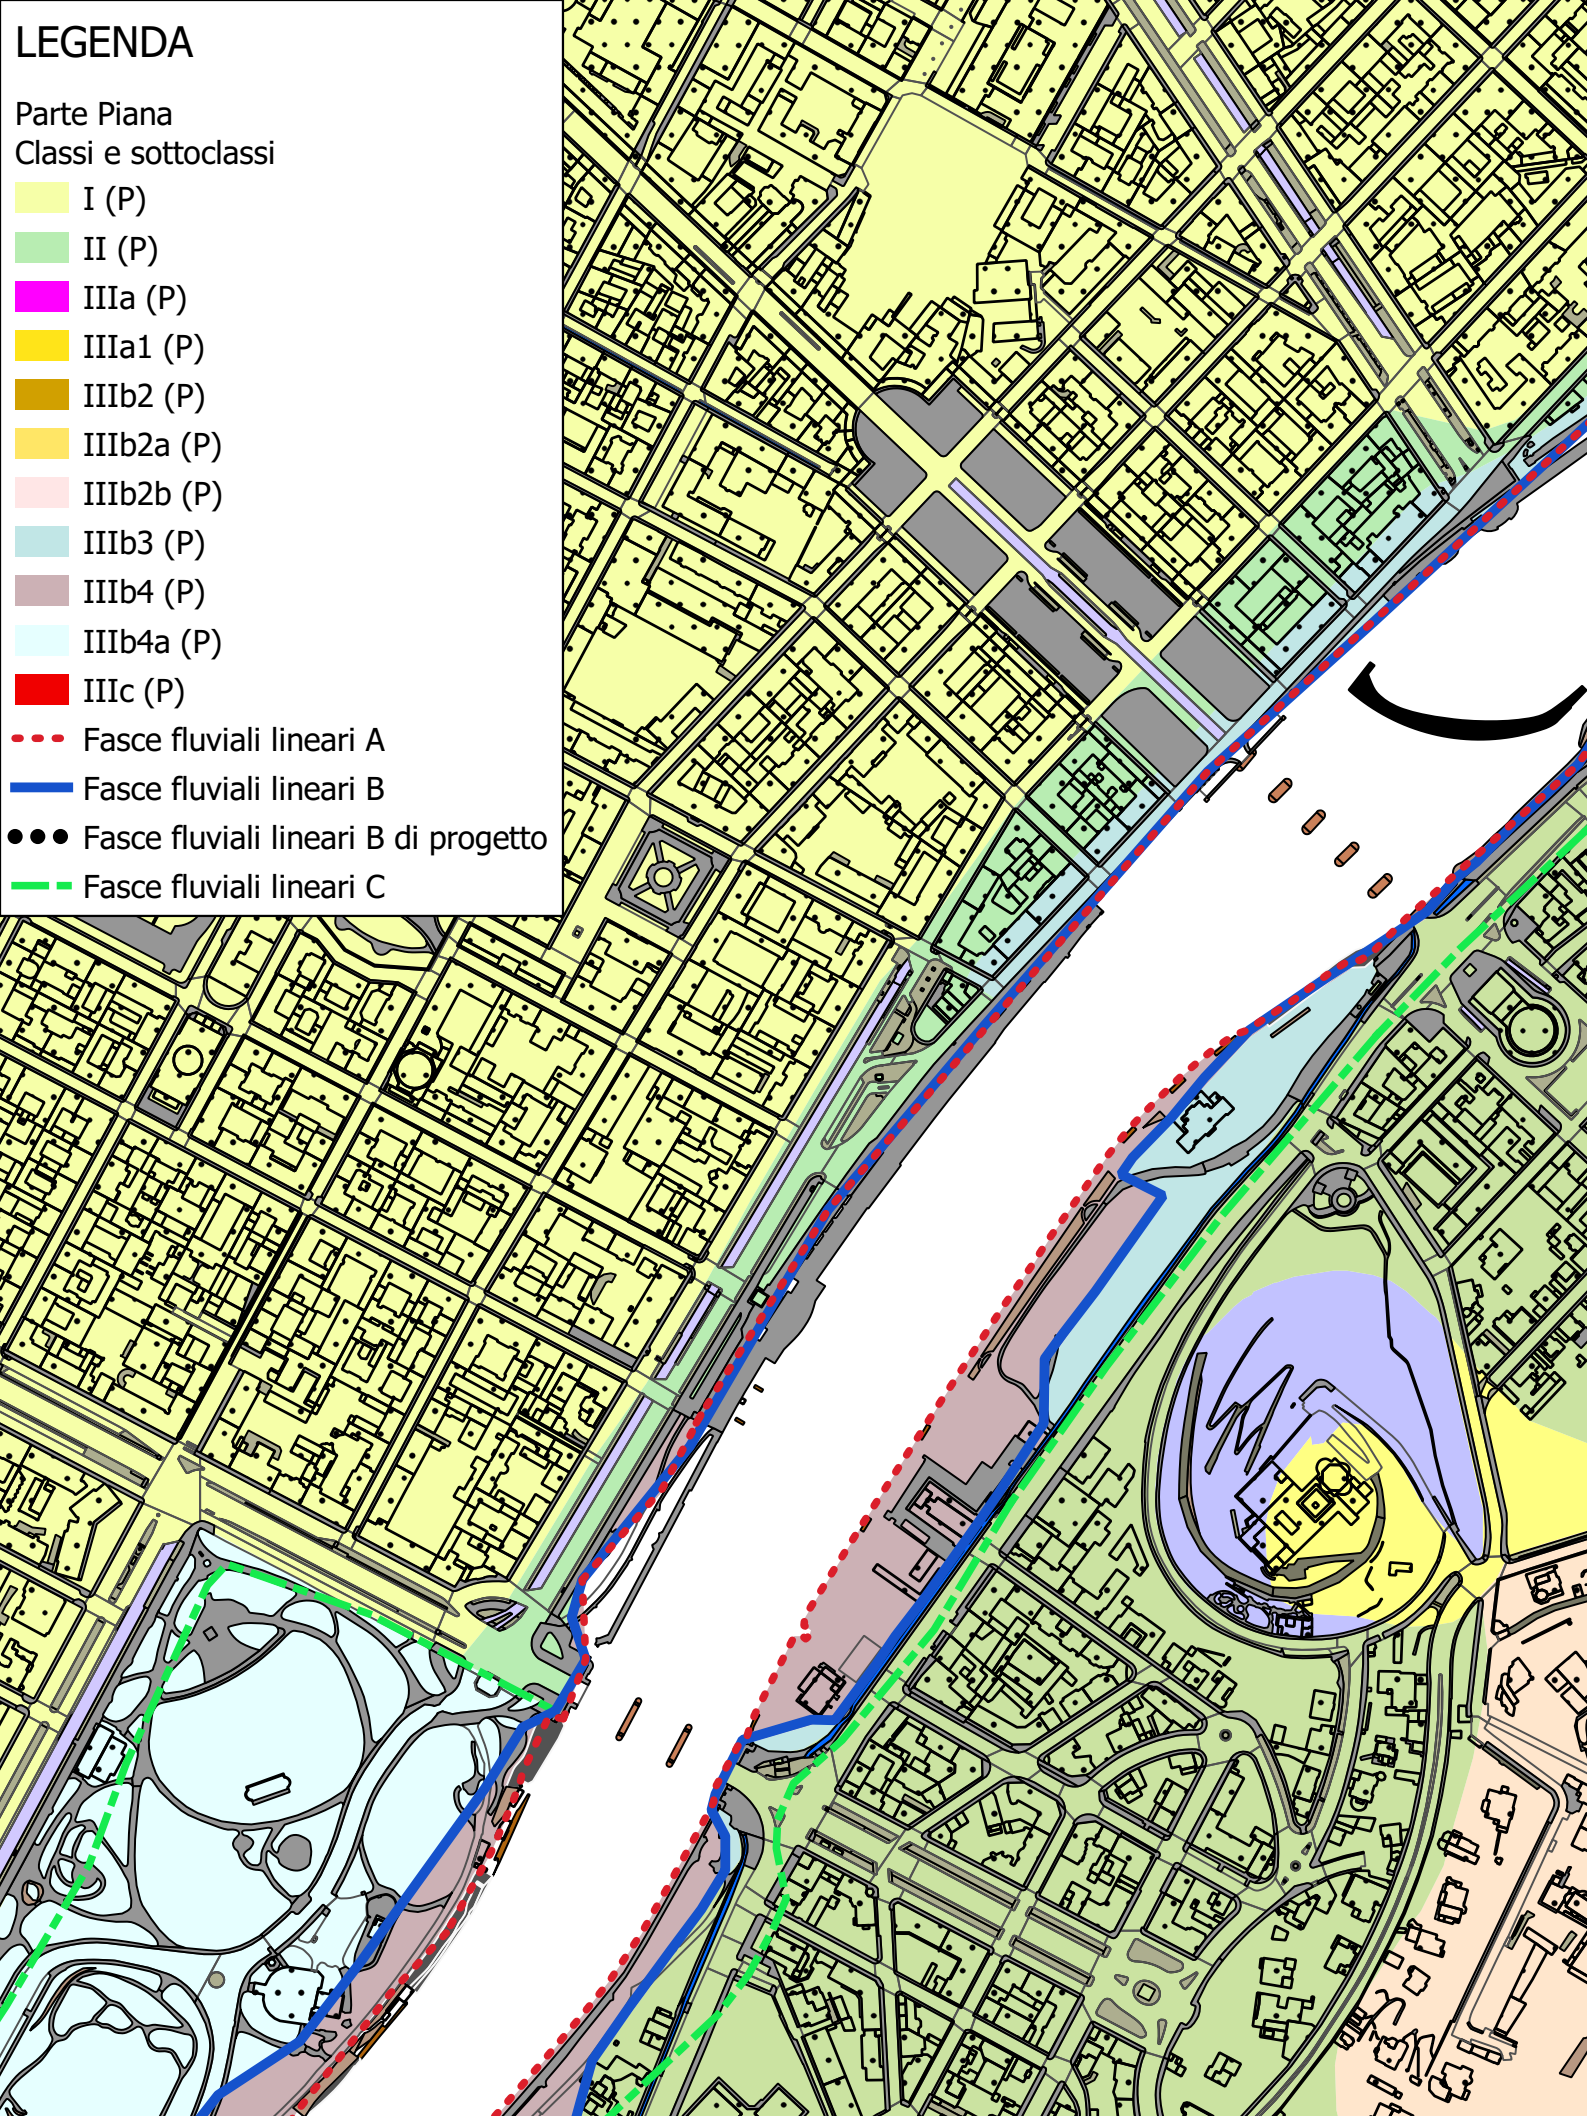 LEGENDA
Parte Piana
Classi e sottoclassi
I (P)
II (P)
IIIa (P)
IIIa1 (P)
IIIb2 (P)
IIIb2a (P)
IIIb2b (P)
IIIb3 (P)
IIIb4 (P)
IIIb4a (P)
IIIc (P)
Fasce fluviali lineari A
Fasce fluviali lineari B
Fasce fluviali lineari B di progetto
Fasce fluviali lineari C